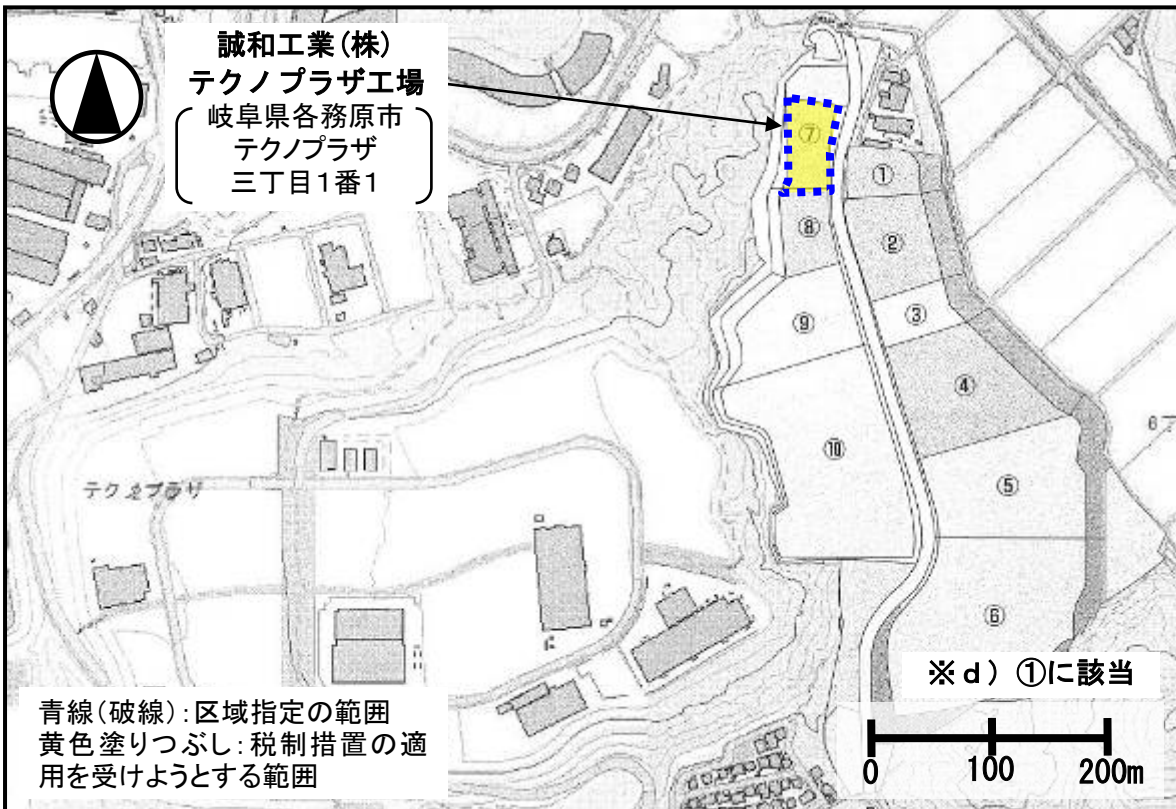 誠和工業(株)
テクノプラザ工場
岐阜県各務原市
テクノプラザ
三丁目1番1
⑦
①
⑧
②
③
⑨
④
⑩
⑤
⑥
テクノプラザ
※d) ①に該当
青線(破線):区域指定の範囲
黄色塗りつぶし:税制措置の適
用を受けようとする範囲
0 100 200m